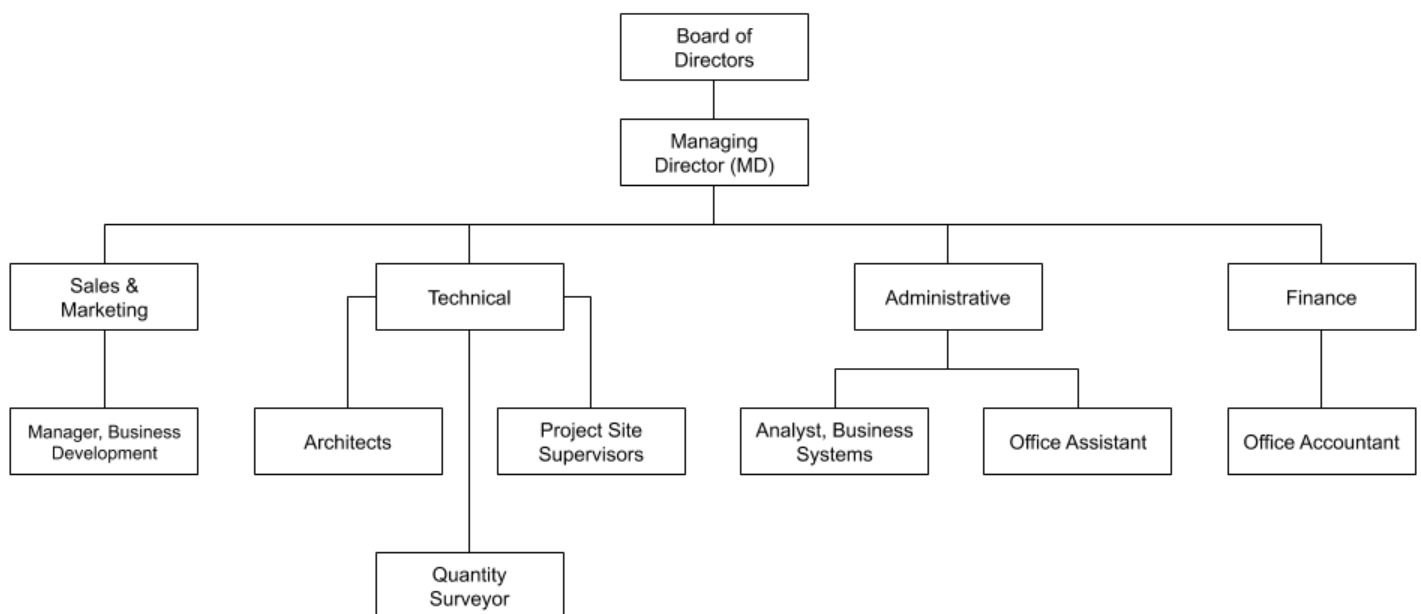 Board of
Directors
Managing
Director (MD)
Sales &
Marketing
Technical
Administrative
Finance
Manager, Business
Development
Architects
Project Site
Supervisors
Analyst, Business
Systems
Office Assistant
Office Accountant
Quantity
Surveyor